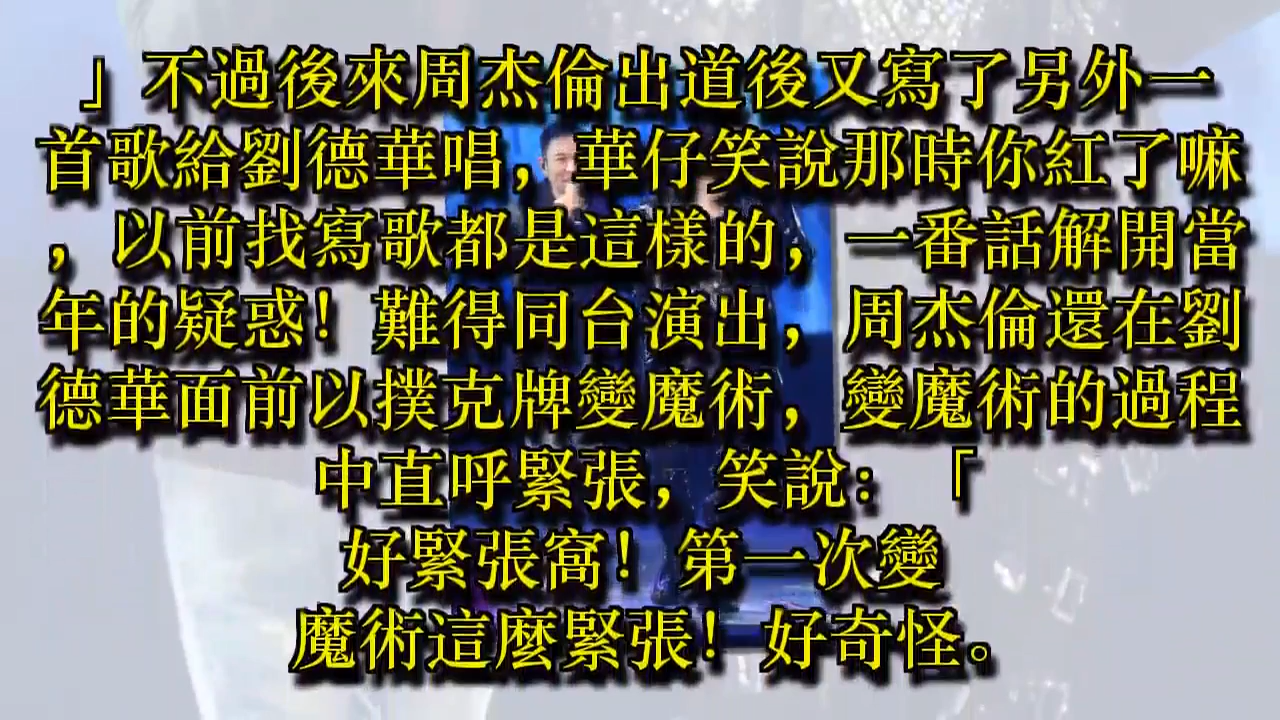 」不過後來周杰倫出道後又寫了另外一
首歌給劉德華唱，華仔笑說那時你紅了嘛
，以前找寫歌都是這樣的，一番話解開當
年的疑惑！難得同台演出，周杰倫還在劉
德華面前以撲克牌變魔術，變魔術的過程
中直呼緊張，笑說：「
好緊張窩！第一次變
魔術這麼緊張！好奇怪。